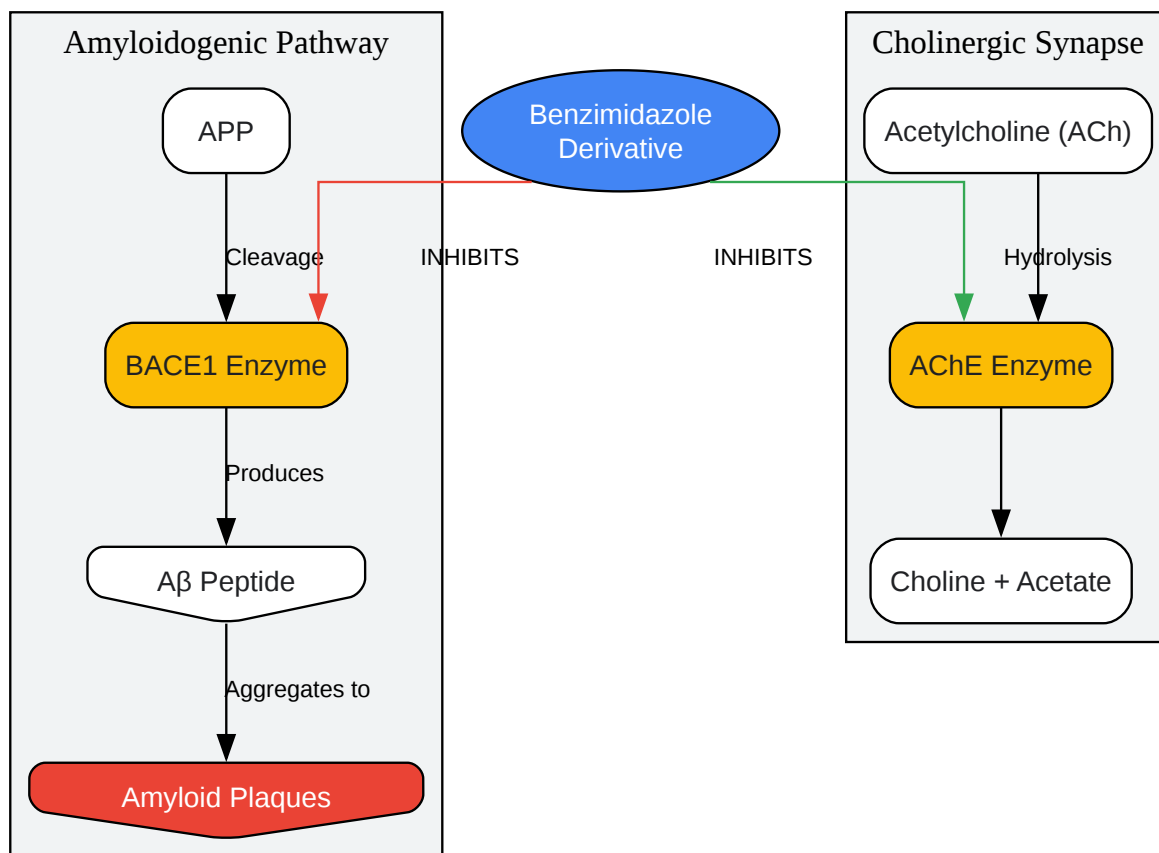 Amyloidogenic Pathway
Cholinergic Synapse
APP
Benzimidazole
Derivative
Acetylcholine (ACh)
Cleavage
INHIBITS
INHIBITS
Hydrolysis
BACE1 Enzyme
AChE Enzyme
Produces
Aβ Peptide
Choline + Acetate
Aggregates to
Amyloid Plaques